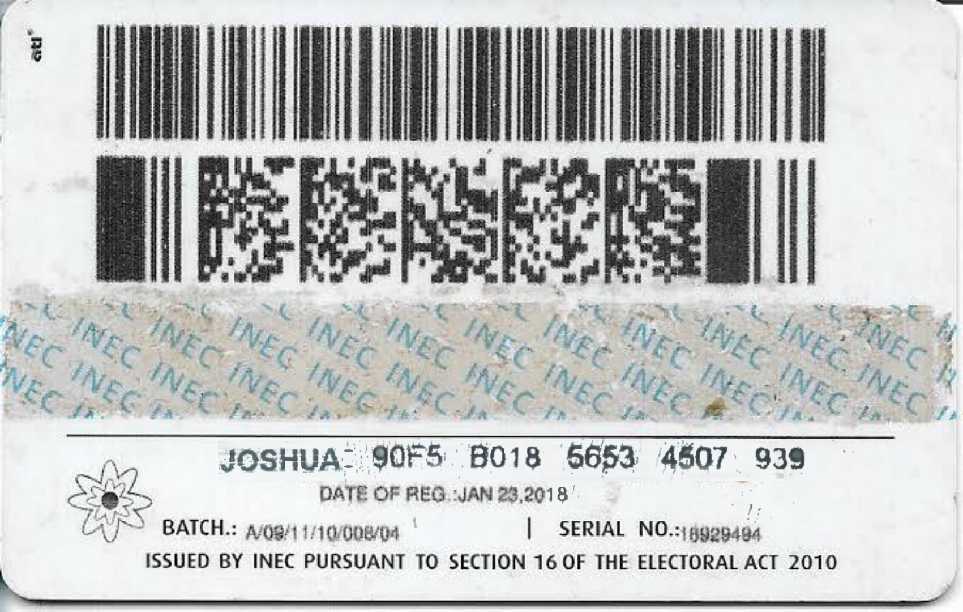 ati
INEC INEC INEC INEC INEC INEC INEC INEC INEC INEC INEC INEC
INEC INEC INEC INEC INEC INEC INEC INEC INEC INEC INEC INEC
JOSHUA 90F5 B018 5653 4507 939
DATE OF REG.:JAN 23,2018
BATCH.: A/09/11/10/008/04 | SERIAL NO.:18929494
ISSUED BY INEC PURSUANT TO SECTION 16 OF THE ELECTORAL ACT 2010